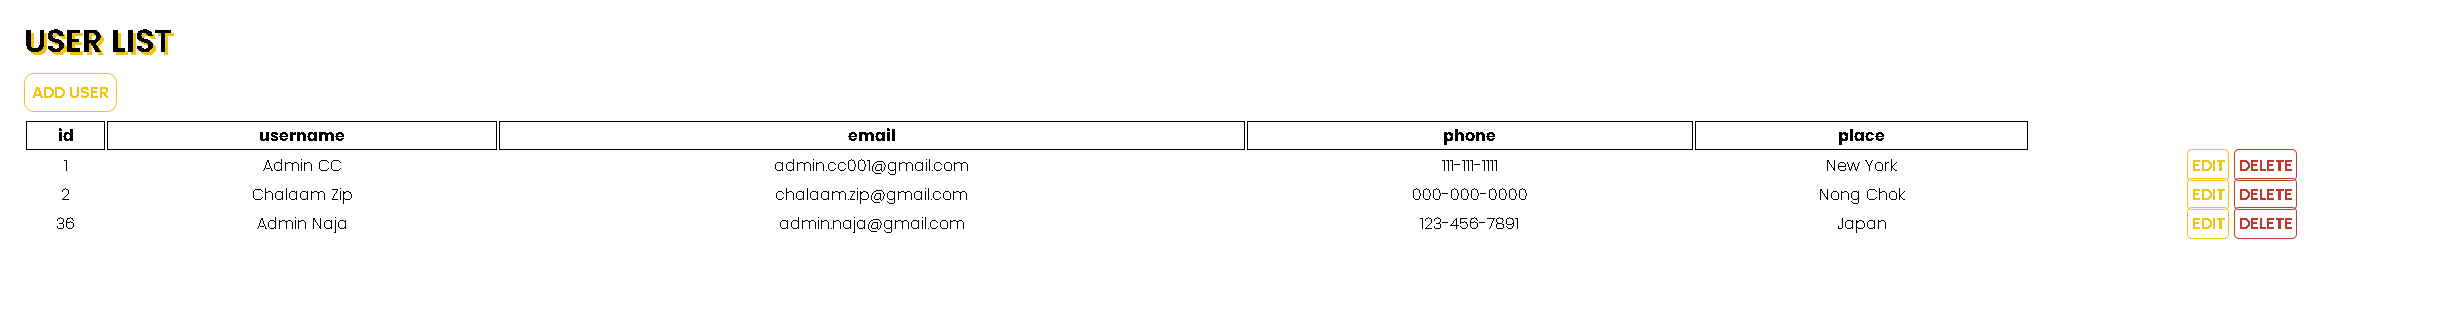 USER LIST
ADD USER
id username email phone place
1 Admin CC admin.cc001@gmail.com 111-111-1111 New York EDIT DELETE
2 Chalaam Zip chalaam.zip@gmail.com 000-000-0000 Nong Chok EDIT DELETE
36 Admin Naja admin.naja@gmail.com 123-456-7891 Japan EDIT DELETE